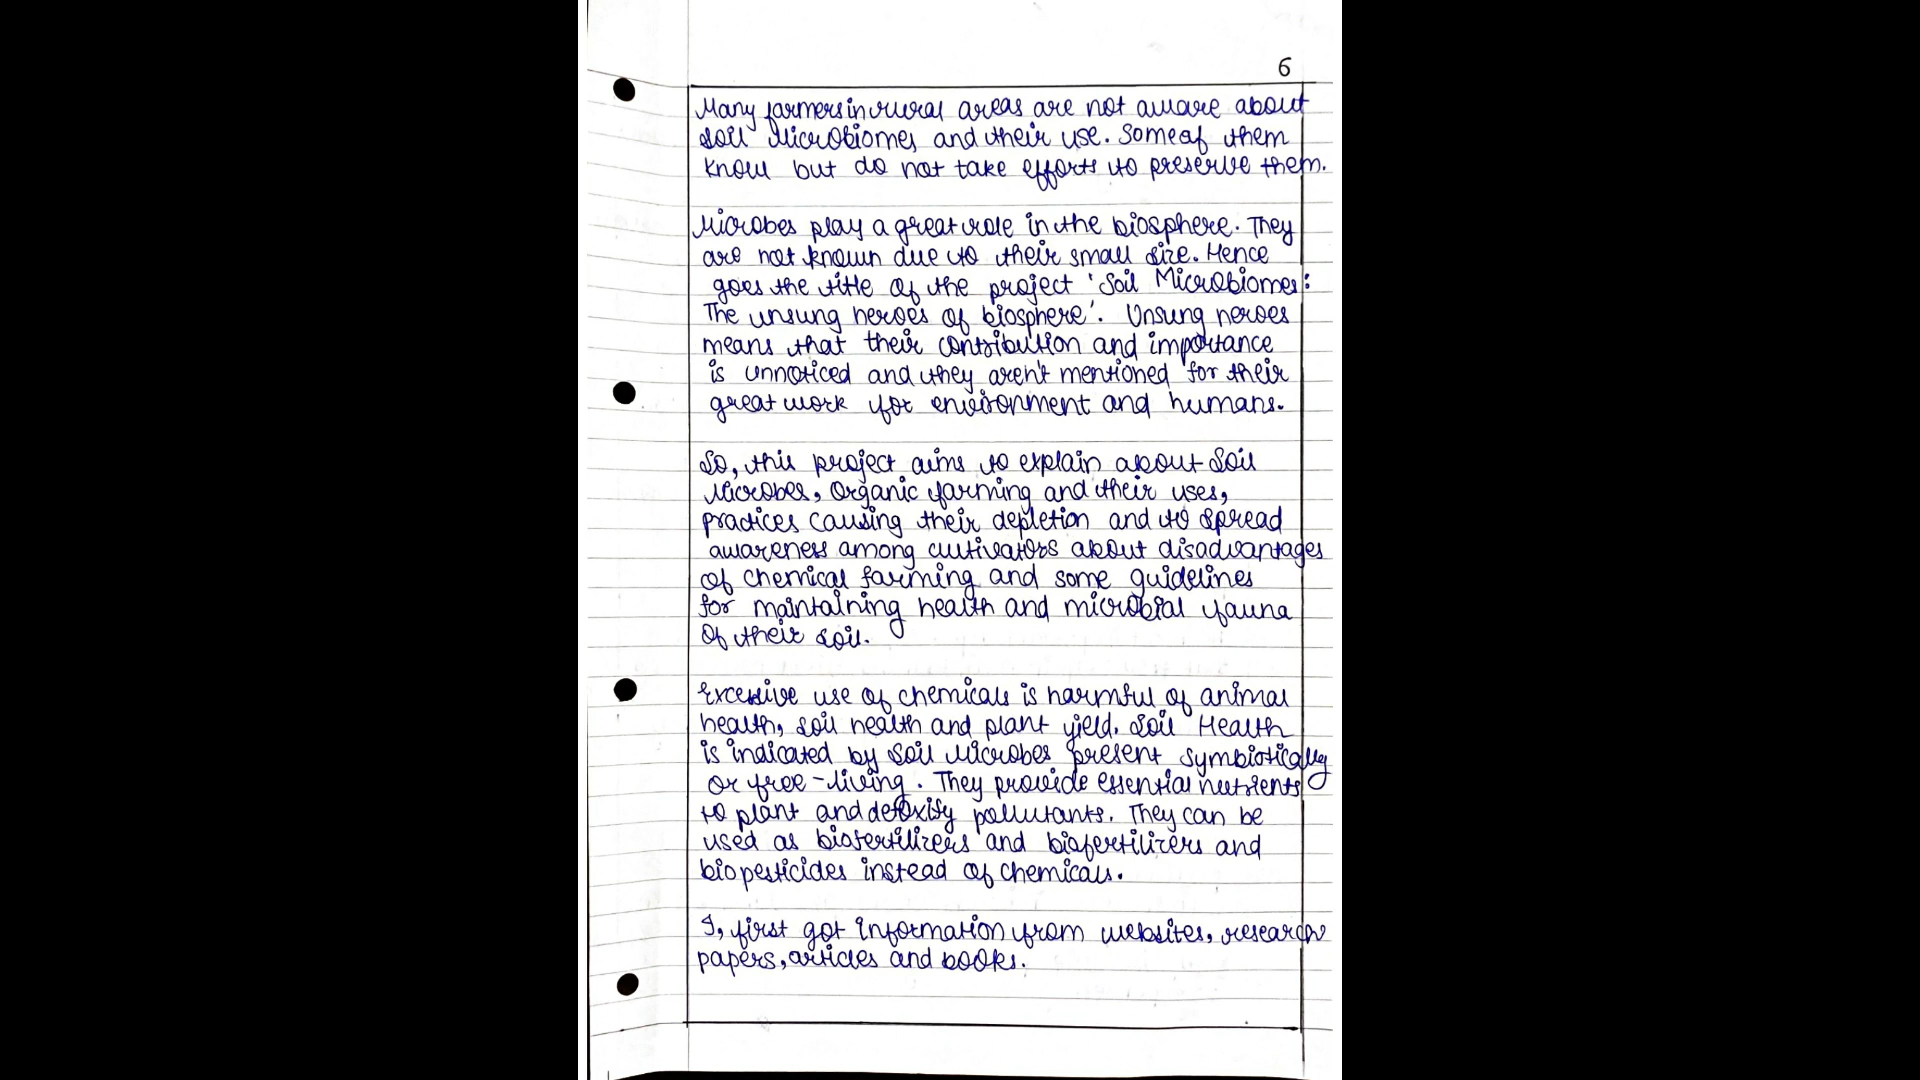 6
Many farmers in rural areas are not aware about
Soil Microbiomes and their use. Some of them
know but do not take efforts to preserve them.
Microbes play a great role in the biosphere. They
are not known due to their small size. Hence
goes the title of the project 'Soil Microbiomes:
The unsung heroes of biosphere'. Unsung heroes
means that their contribution and importance
is unnoticed and they aren't mentioned for their
great work for environment and humans.
So, this project aims to explain about Soil
Microbes, Organic farming and their uses,
practices causing their depletion and to spread
awareness among cultivators about disadvantages
of chemical farming and some guidelines
for maintaining health and microbial fauna
of their soil.
Excessive use of chemicals is harmful of animal
health, soil health and plant yield. Soil Health
is indicated by Soil Microbes present symbiotically
or free-living. They provide essential nutrients
to plant and detoxify pollutants. They can be
used as biofertilizers and biofertilizers and
biopesticides instead of chemicals.
I, first got information from websites, research
papers, articles and books.